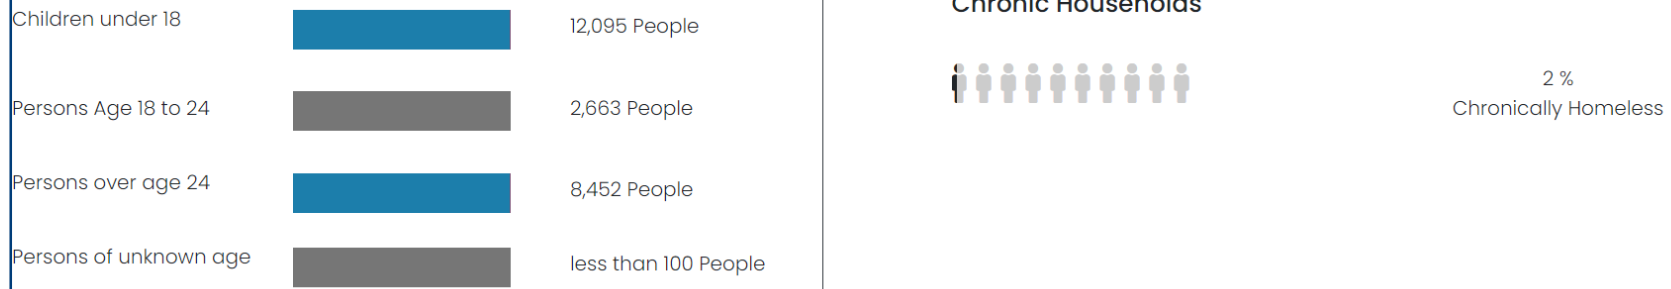 Children under 18
12,095 People
Persons Age 18 to 24
2,663 People
Persons over age 24
8,452 People
Persons of unknown age
less than 100 People
Chronic Households
2 %
Chronically Homeless